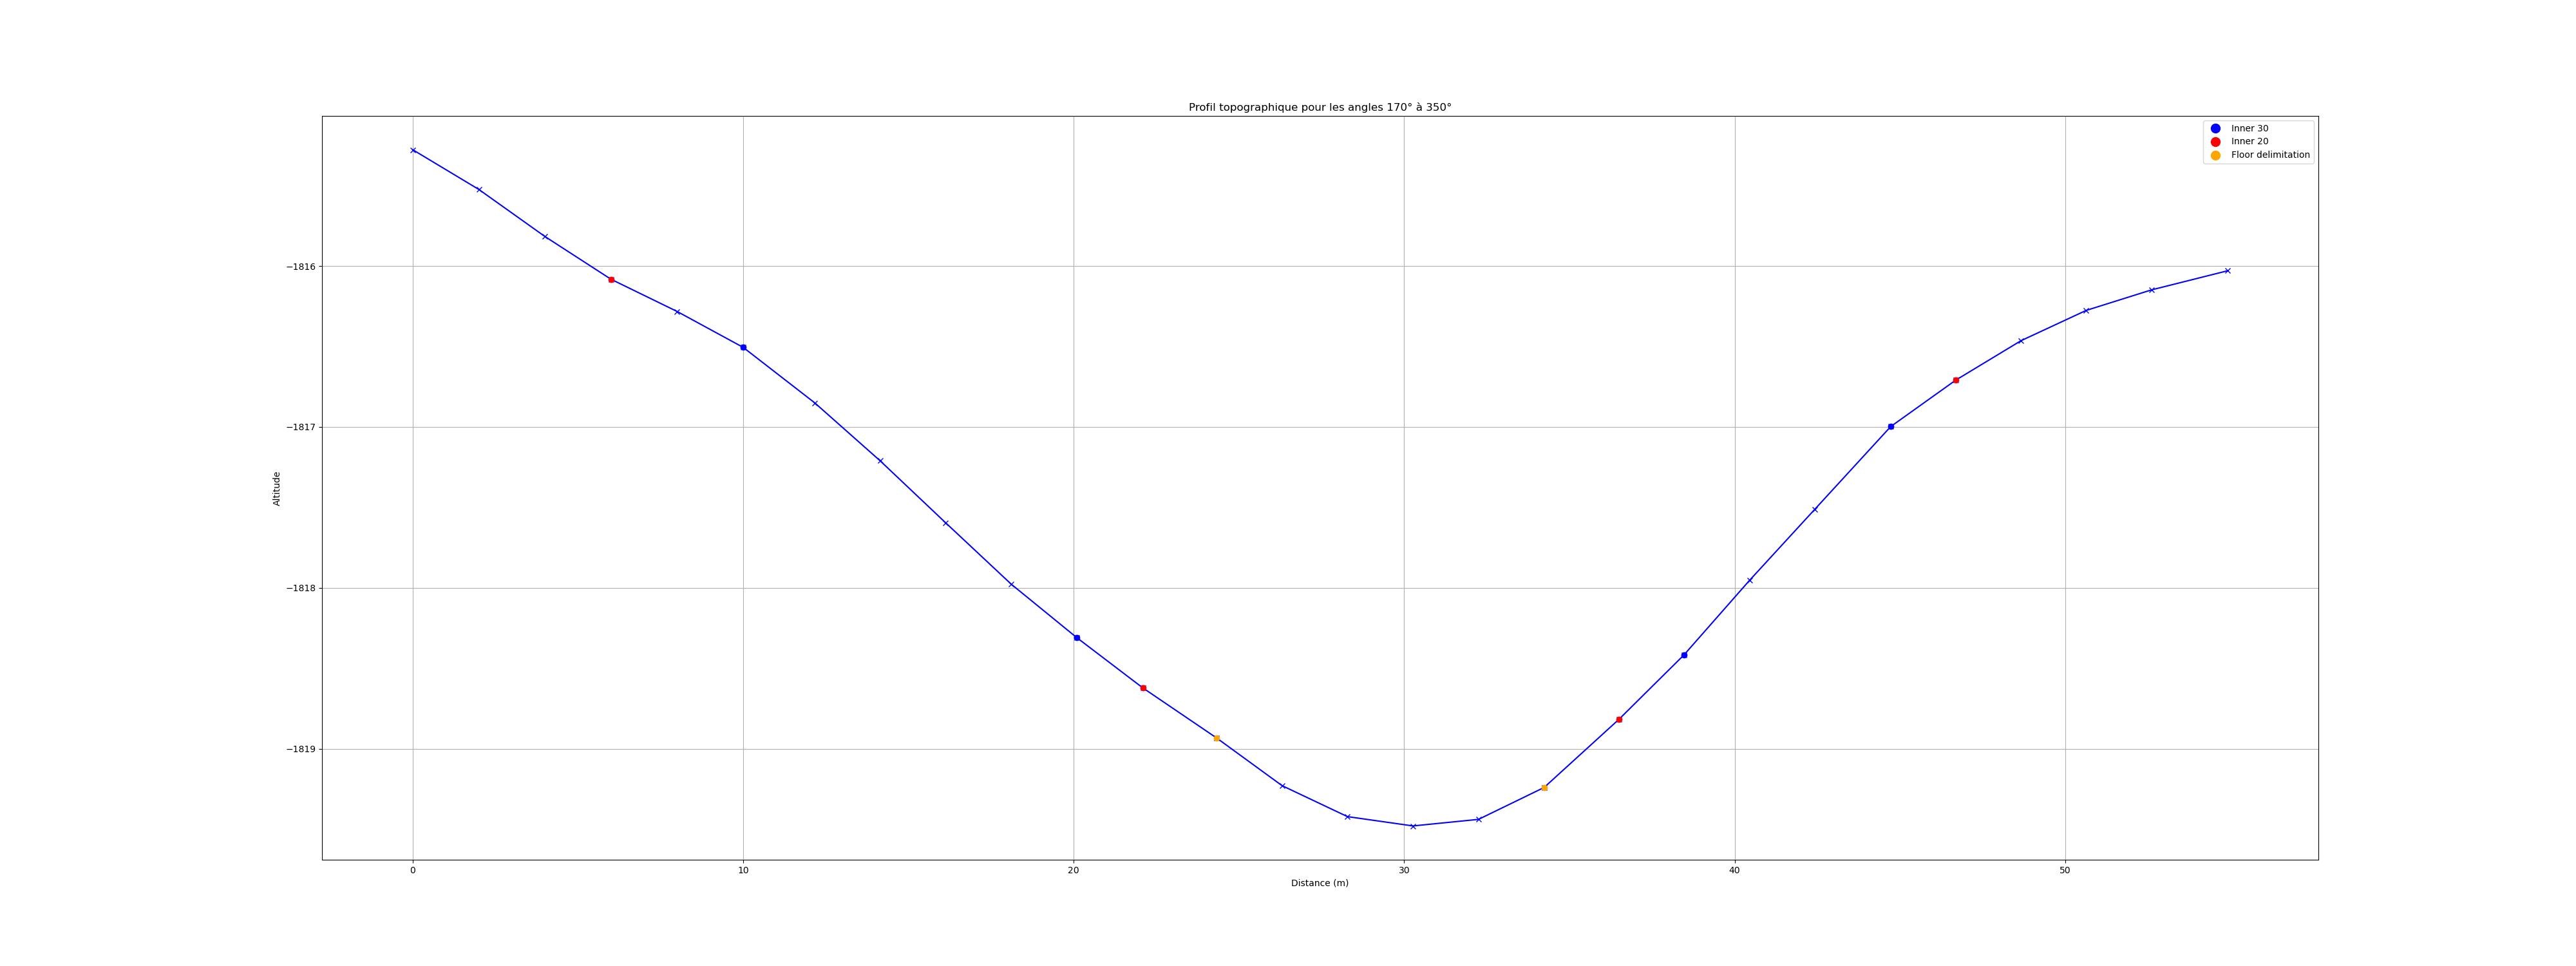 Profil topographique pour les angles 170° à 350°
Inner 30
Inner 20
Floor delimitation
Altitude
−1816
−1817
−1818
−1819
0 10 20 30 40 50
Distance (m)